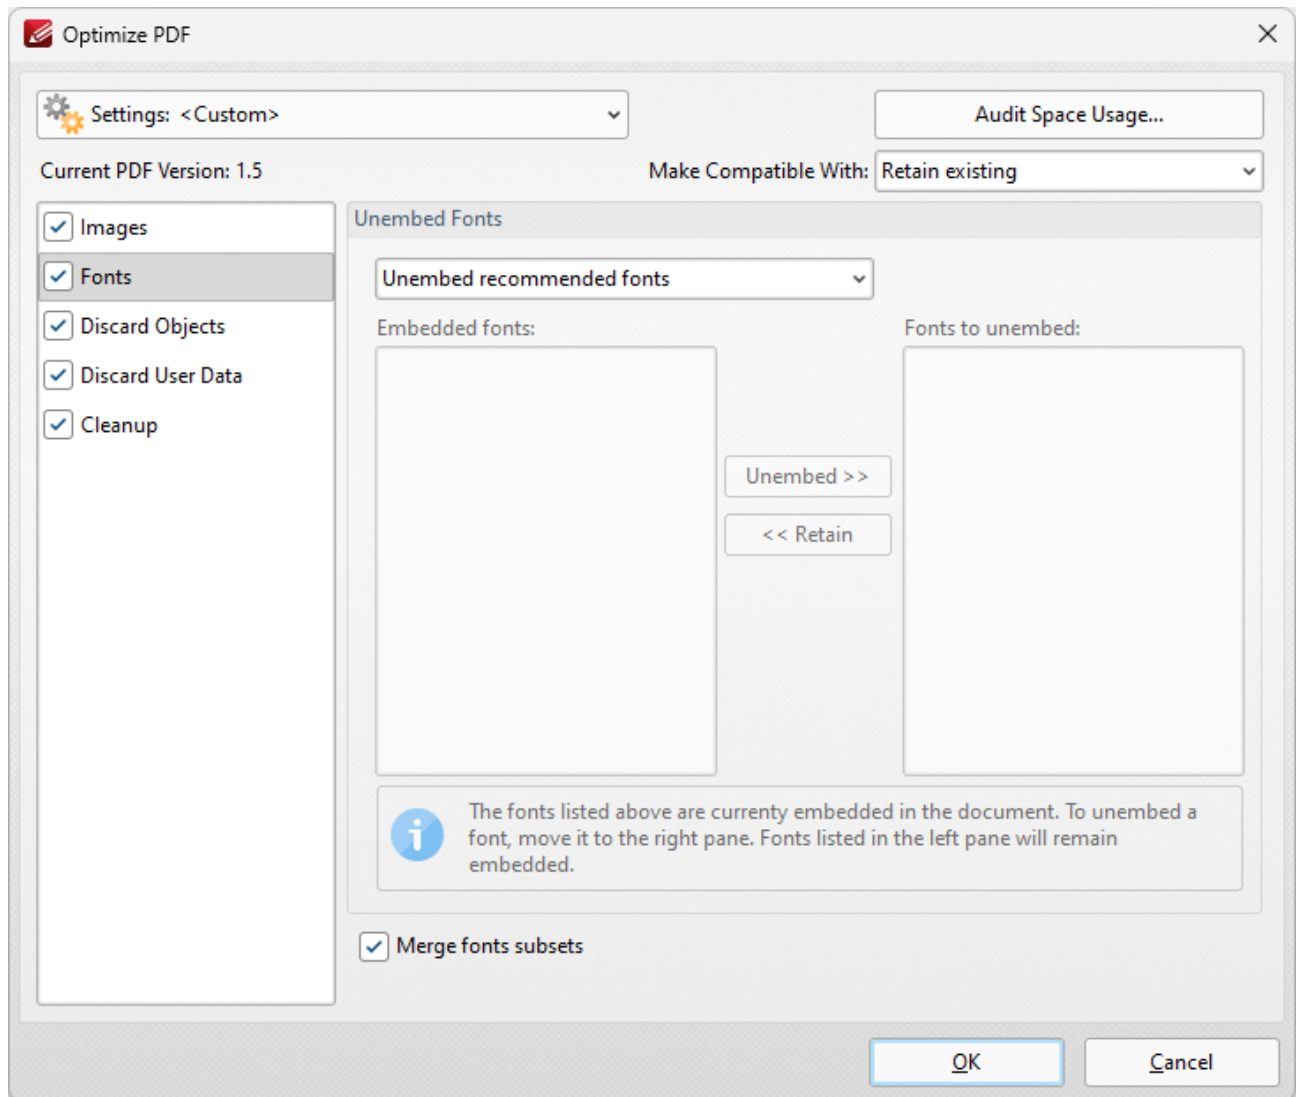 Optimize PDF
Settings: <Custom>
Audit Space Usage...
Current PDF Version: 1.5
Make Compatible With: Retain existing
Images
Fonts
Discard Objects
Discard User Data
Cleanup
Unembed Fonts
Unembed recommended fonts
Embedded fonts:
Fonts to unembed:
Unembed >>
<< Retain
The fonts listed above are currenty embedded in the document. To unembed a
font, move it to the right pane. Fonts listed in the left pane will remain
embedded.
Merge fonts subsets
OK
Cancel